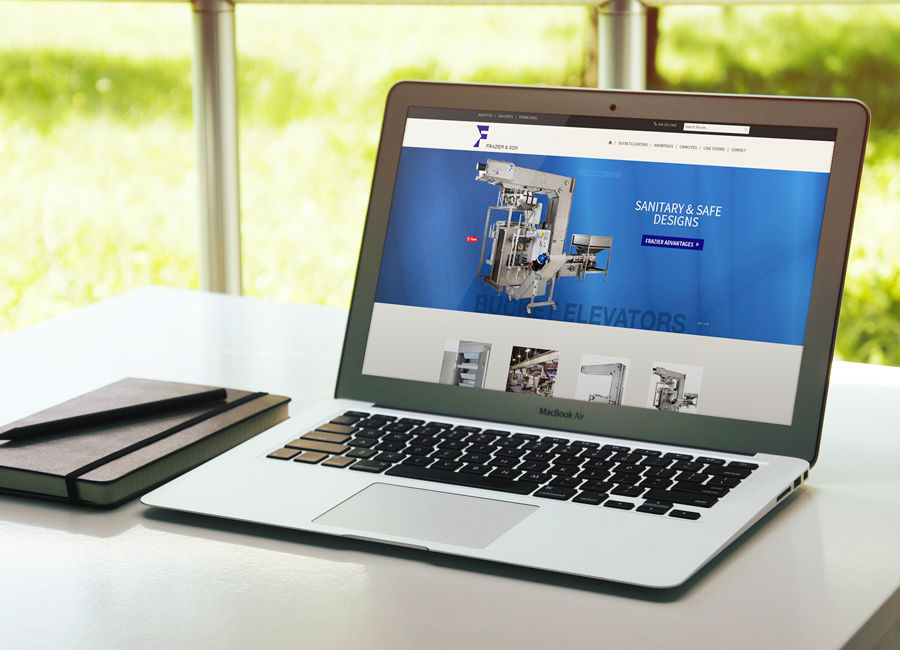 ABOUT US | GALLERIES | DOWNLOADS
Search the site...
FRAZIER & SON
BUCKET ELEVATORS | ADVANTAGES | CAPACITIES | CASE STUDIES | CONTACT
SANITARY & SAFE
DESIGNS
FRAZIER ADVANTAGES »
BUCKET ELEVATORS
MacBook Air